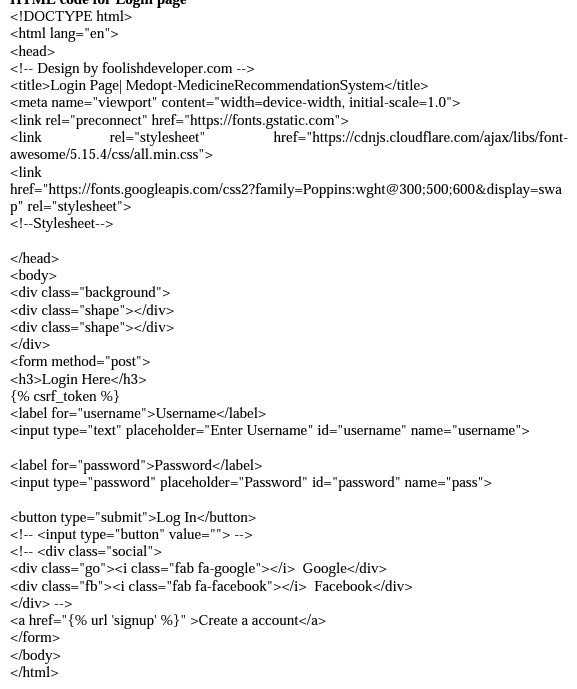 HTML code for Login page
<!DOCTYPE html>
<html lang="en">
<head>
<!-- Design by foolishdeveloper.com -->
<title>Login Page| Medopt-MedicineRecommendationSystem</title>
<meta name="viewport" content="width=device-width, initial-scale=1.0">
<link rel="preconnect" href="https://fonts.gstatic.com">
<link rel="stylesheet" href="https://cdnjs.cloudflare.com/ajax/libs/font-
awesome/5.15.4/css/all.min.css">
<link
href="https://fonts.googleapis.com/css2?family=Poppins:wght@300;500;600&display=swa
p" rel="stylesheet">
<!--Stylesheet-->
</head>
<body>
<div class="background">
<div class="shape"></div>
<div class="shape"></div>
</div>
<form method="post">
<h3>Login Here</h3>
{% csrf_token %}
<label for="username">Username</label>
<input type="text" placeholder="Enter Username" id="username" name="username">
<label for="password">Password</label>
<input type="password" placeholder="Password" id="password" name="pass">
<button type="submit">Log In</button>
<!-- <input type="button" value=""> -->
<!-- <div class="social">
<div class="go"><i class="fab fa-google"></i>  Google</div>
<div class="fb"><i class="fab fa-facebook"></i>  Facebook</div>
</div> -->
<a href="{% url 'signup' %}" >Create a account</a>
</form>
</body>
</html>